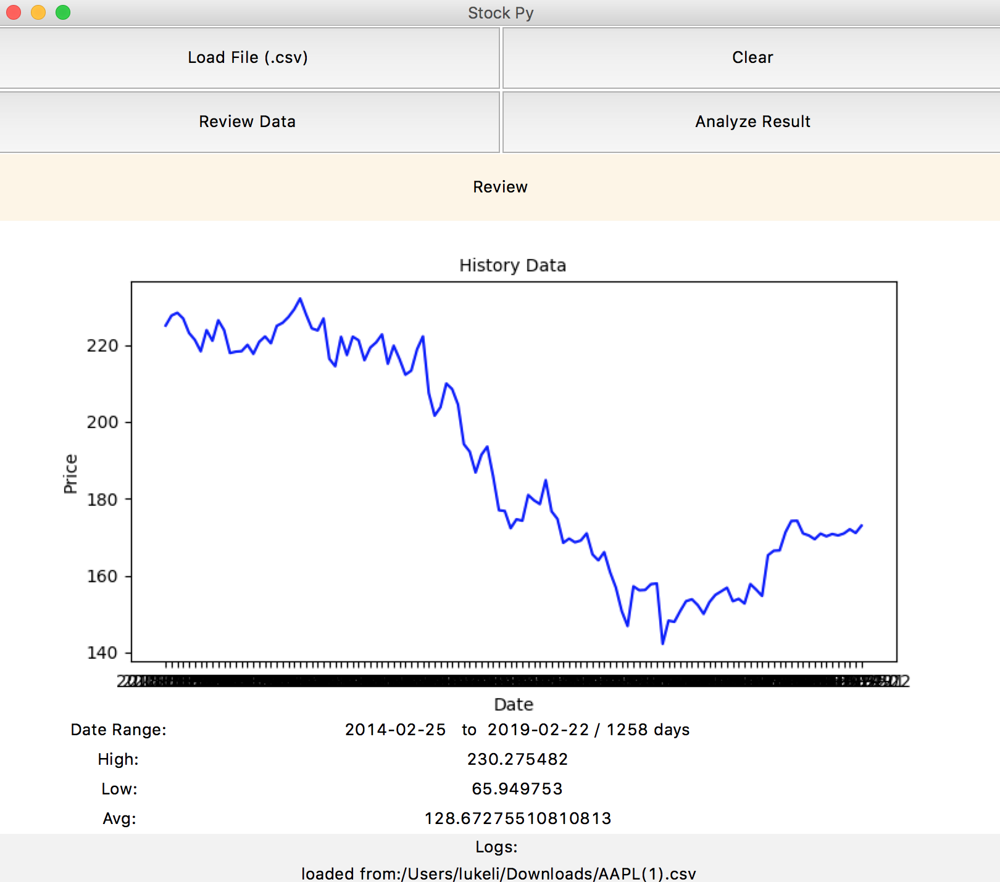 Stock Py
Load File (.csv)
Clear
Review Data
Analyze Result
Review
History Data
220
200
180
160
140
Price
Date
Date Range: 2014-02-25 to 2019-02-22 / 1258 days
High: 230.275482
Low: 65.949753
Avg: 128.67275510810813
Logs:
loaded from:/Users/lukeli/Downloads/AAPL(1).csv